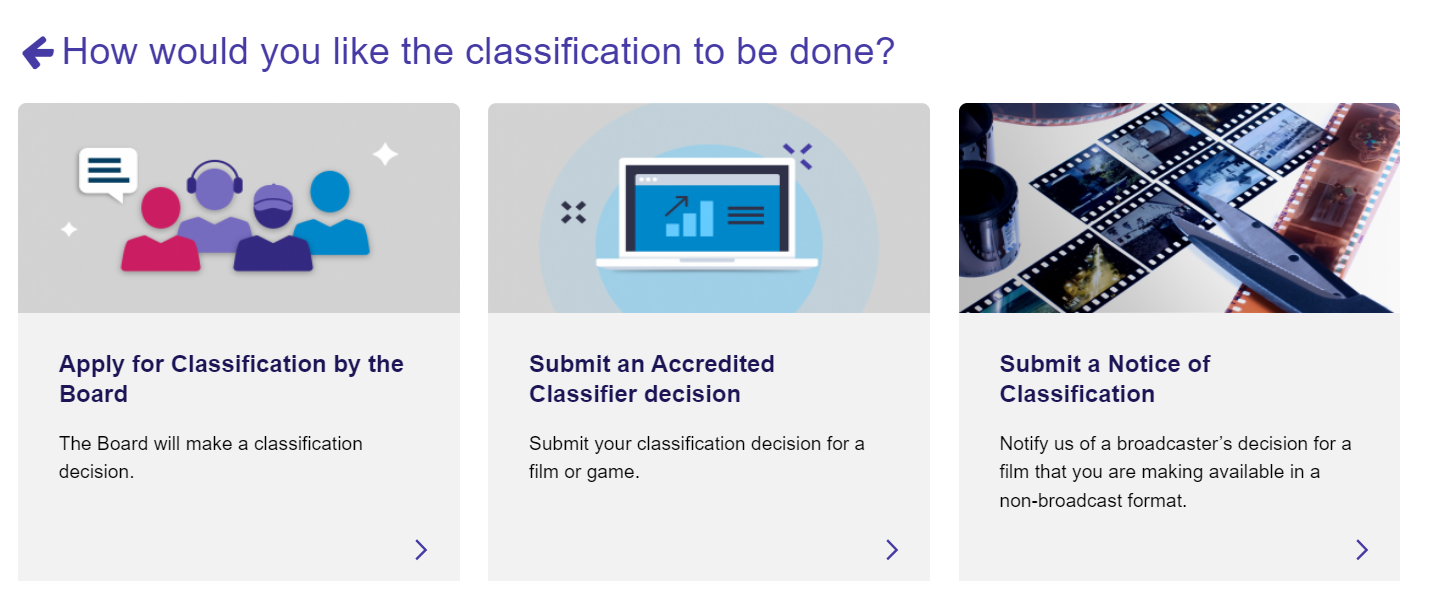 How would you like the classification to be done?
Apply for Classification by the
Board
The Board will make a classification
decision.
Submit an Accredited
Classifier decision
Submit your classification decision for a
film or game.
Submit a Notice of
Classification
Notify us of a broadcaster’s decision for a
film that you are making available in a
non-broadcast format.